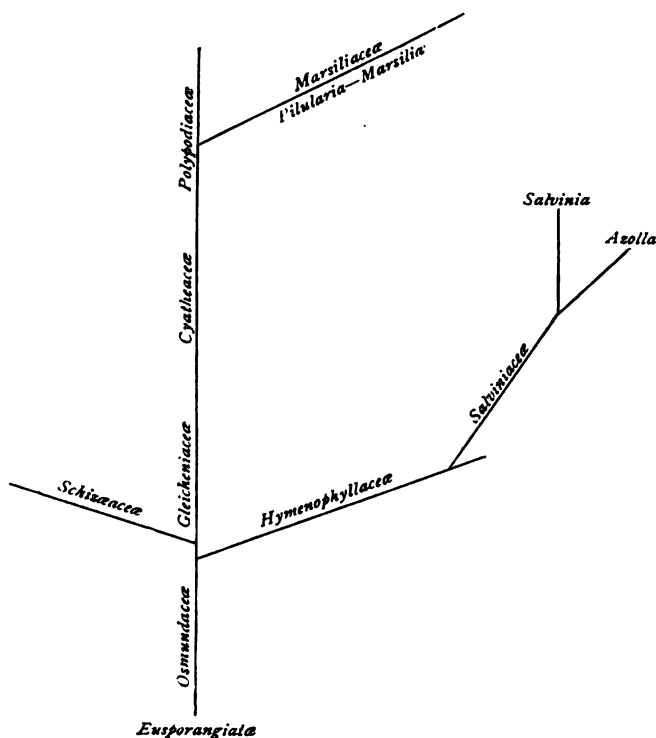 Marsiliaceæ
Pilularia—Marsilia
Polypodiaceæ
Salvinia
Azolla
Cyatheaceæ
Salviniaceæ
Gleicheniaceæ
Schizæaceæ
Hymenophyllaceæ
Osmundaceæ
Eusporangiatæ